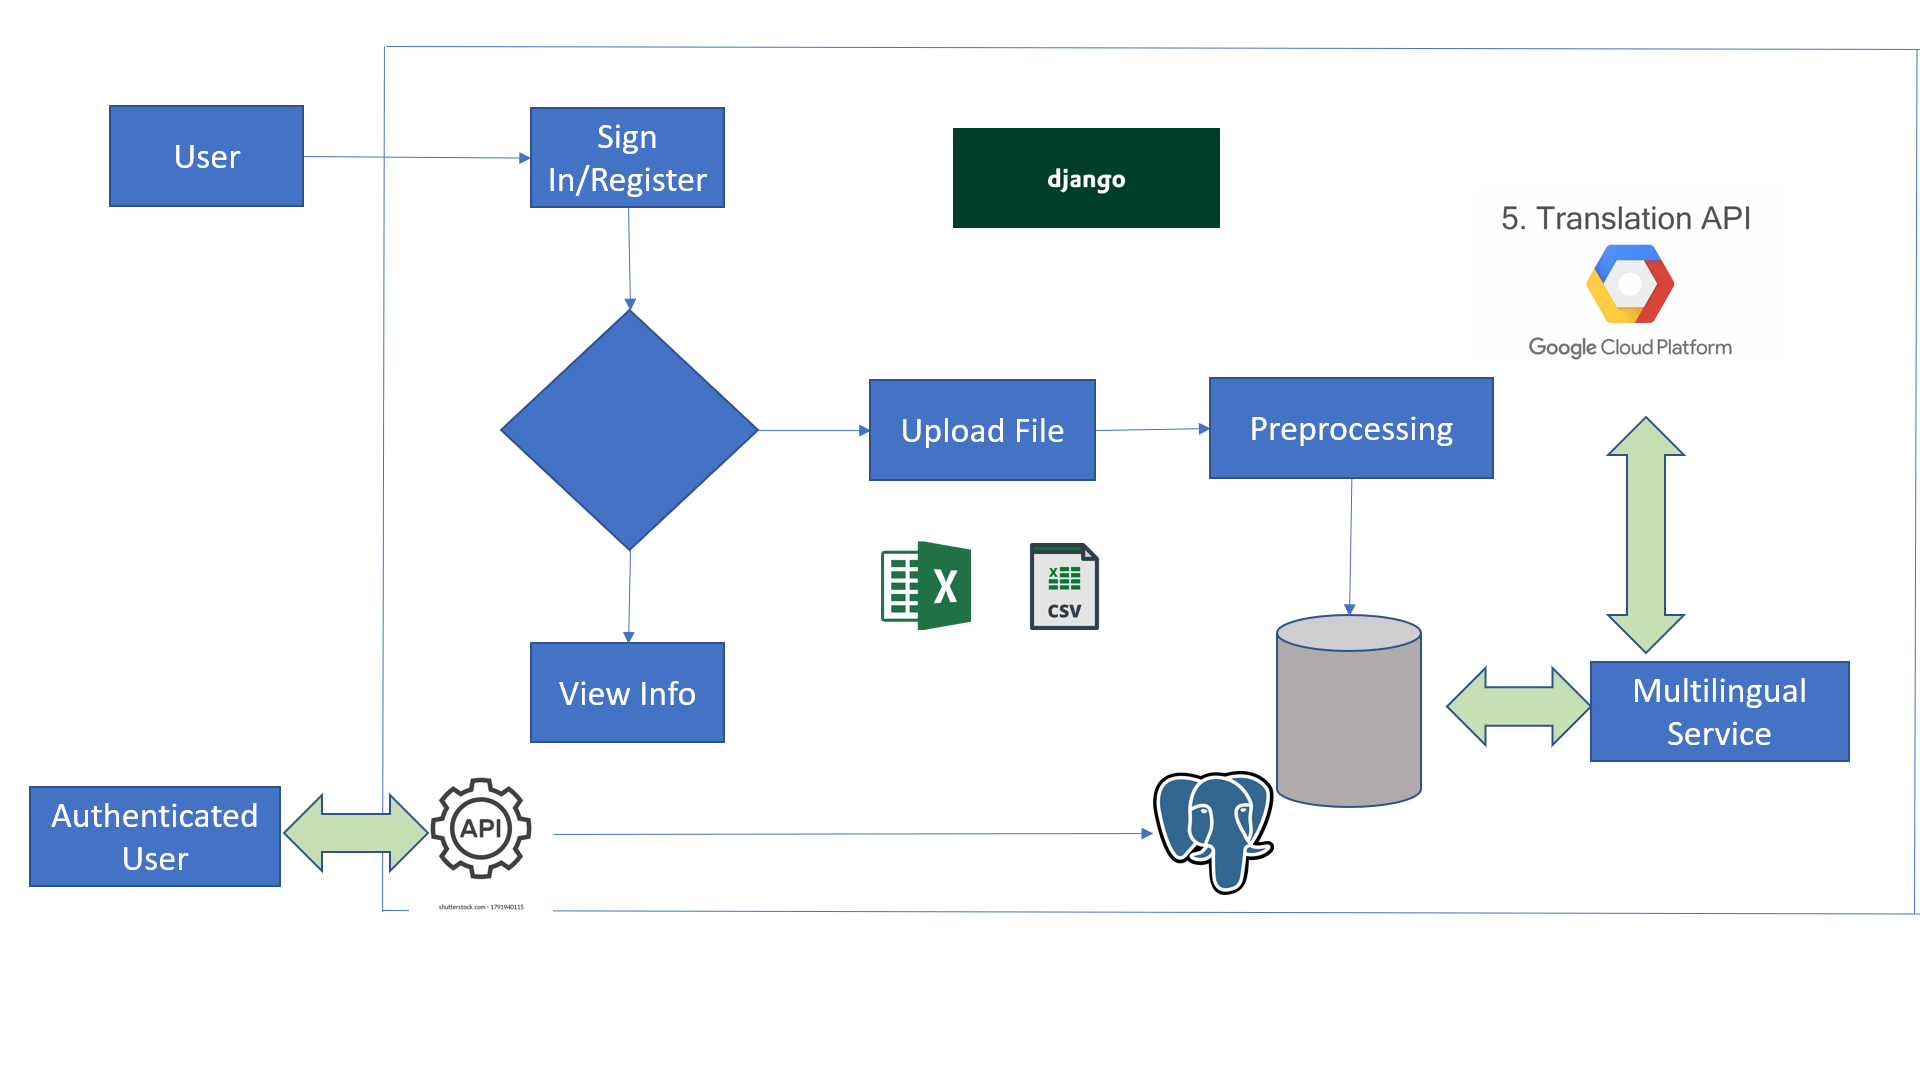 User
Sign
In/Register
django
5. Translation API
Google Cloud Platform
Upload File
Preprocessing
X
X
CSV
View Info
Multilingual
Service
Authenticated
User
API
shutterstock.com - 1791940115